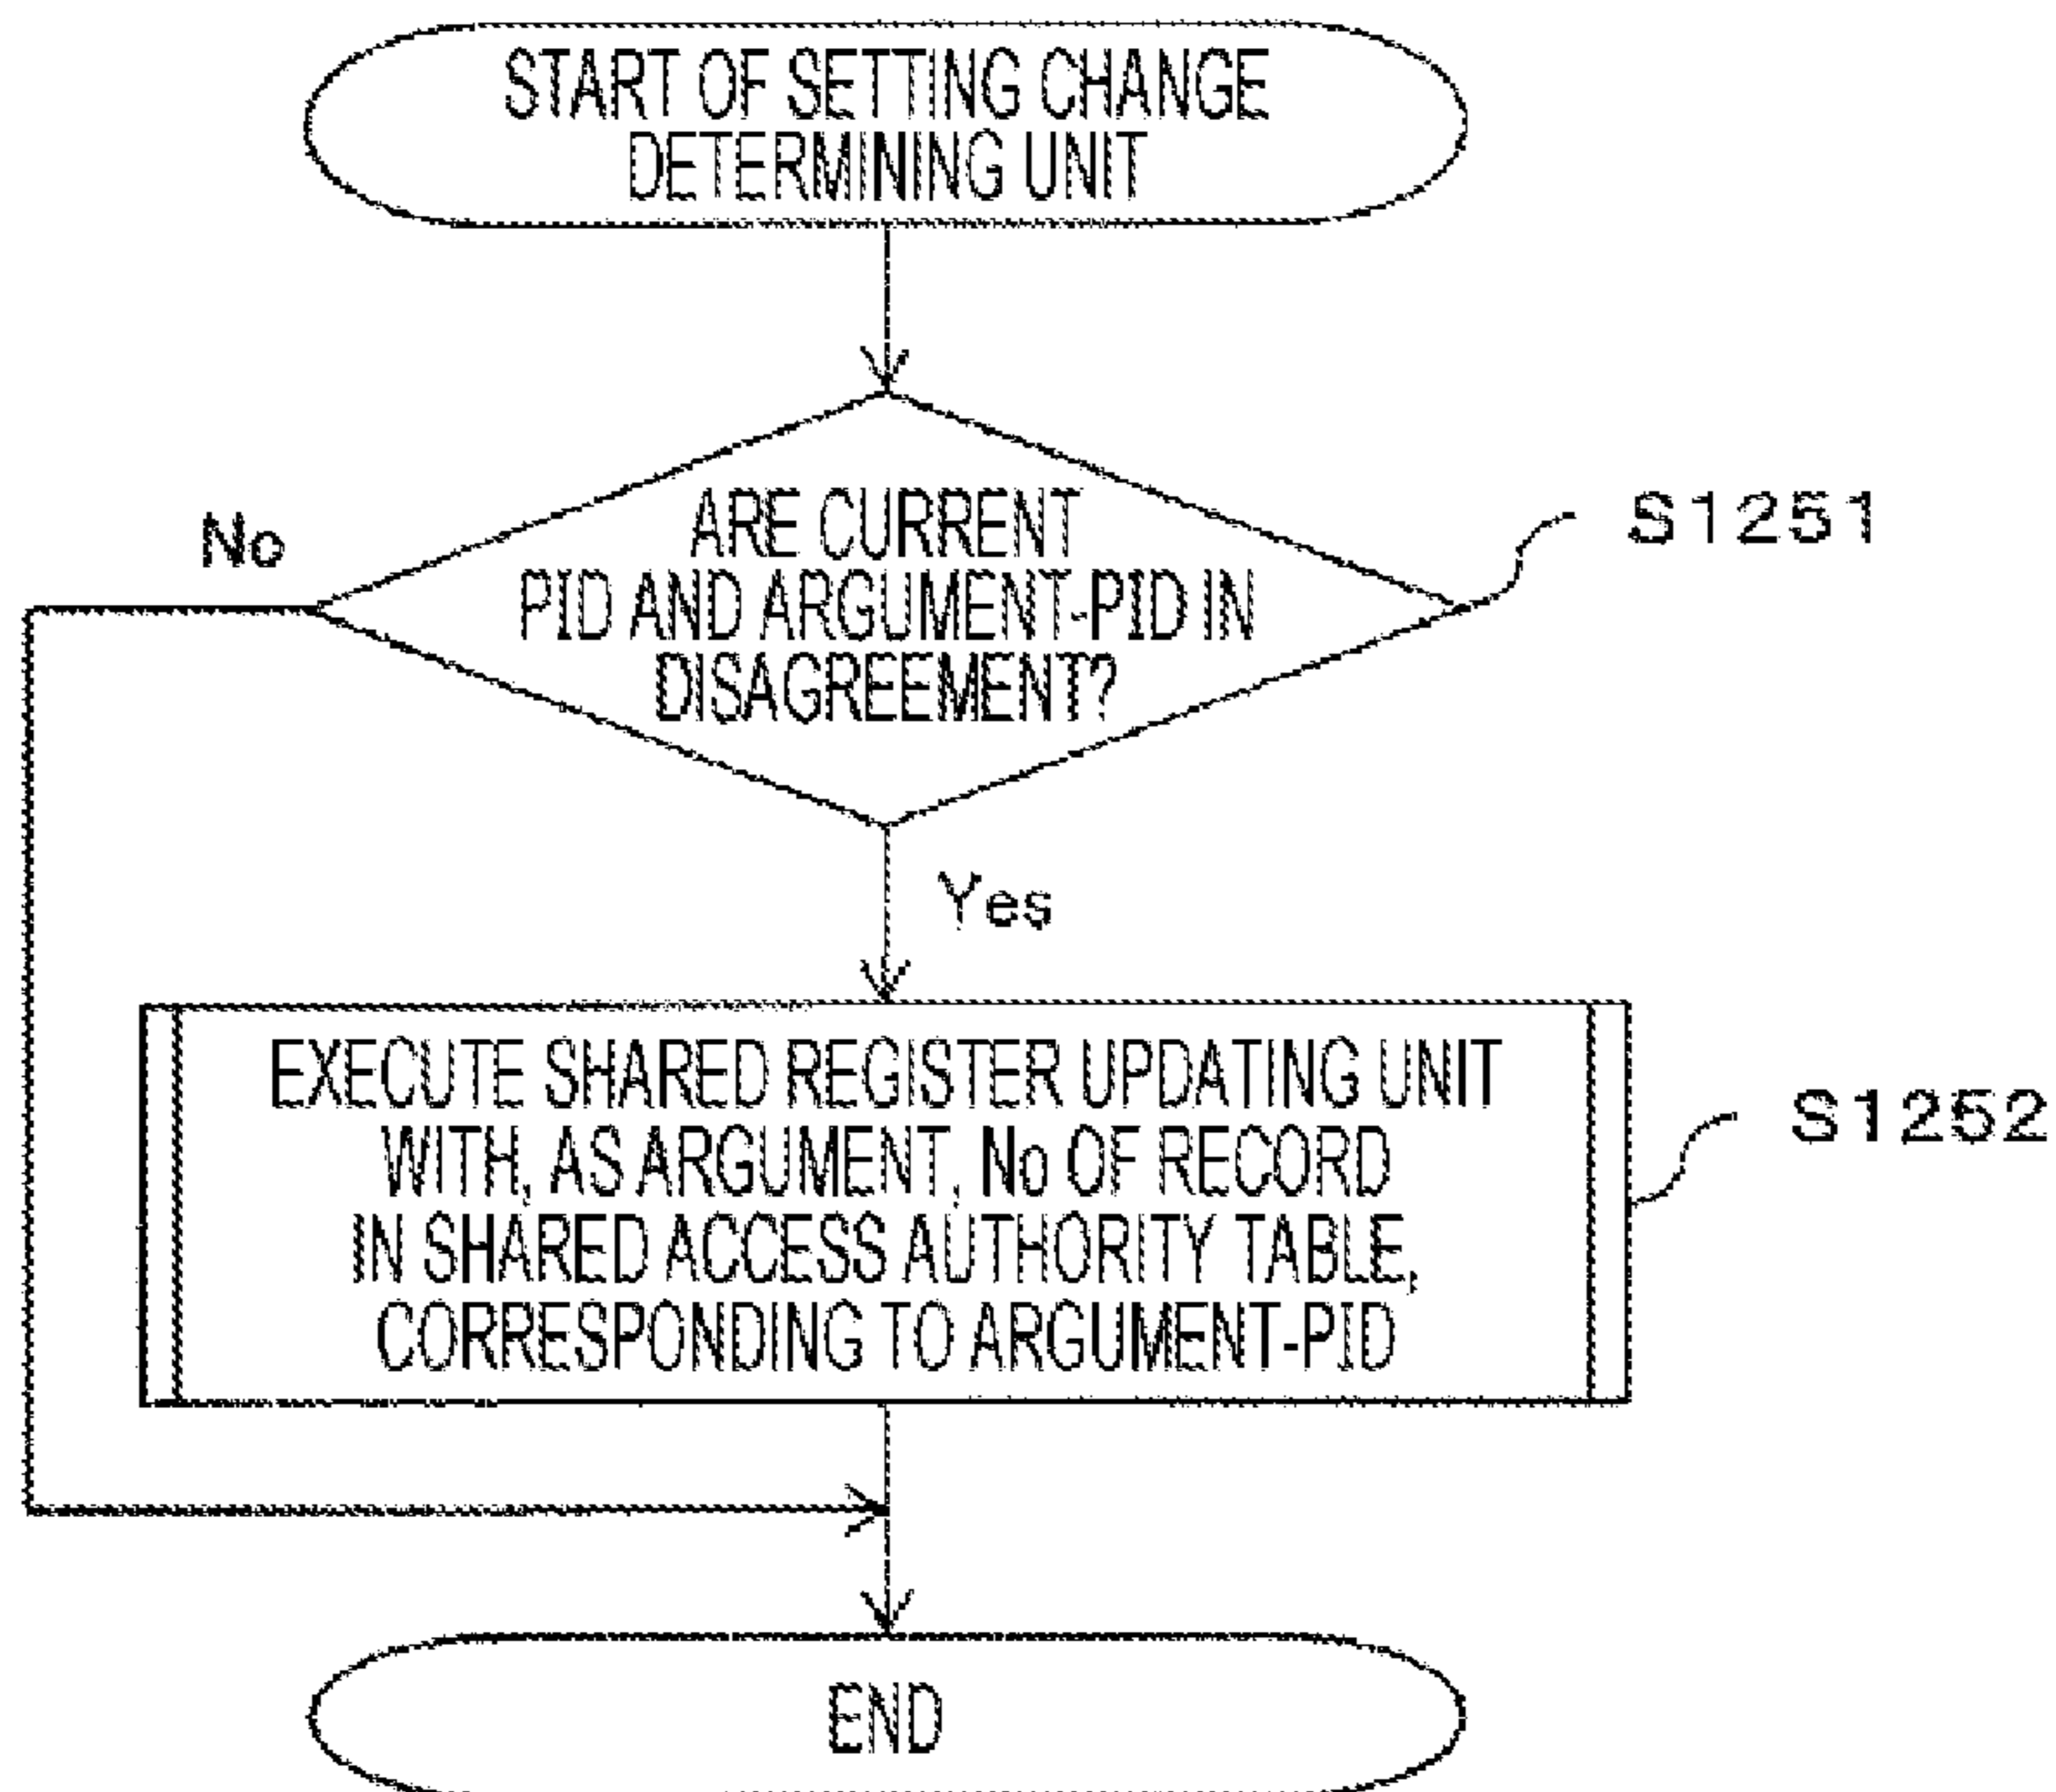 START OF SETTING CHANGE
DETERMINING UNIT
No
ARE CURRENT
PID AND ARGUMENT-PID IN
DISAGREEMENT?
S1251
Yes
EXECUTE SHARED REGISTER UPDATING UNIT
WITH, AS ARGUMENT, No OF RECORD
IN SHARED ACCESS AUTHORITY TABLE,
CORRESPONDING TO ARGUMENT-PID
S1252
END